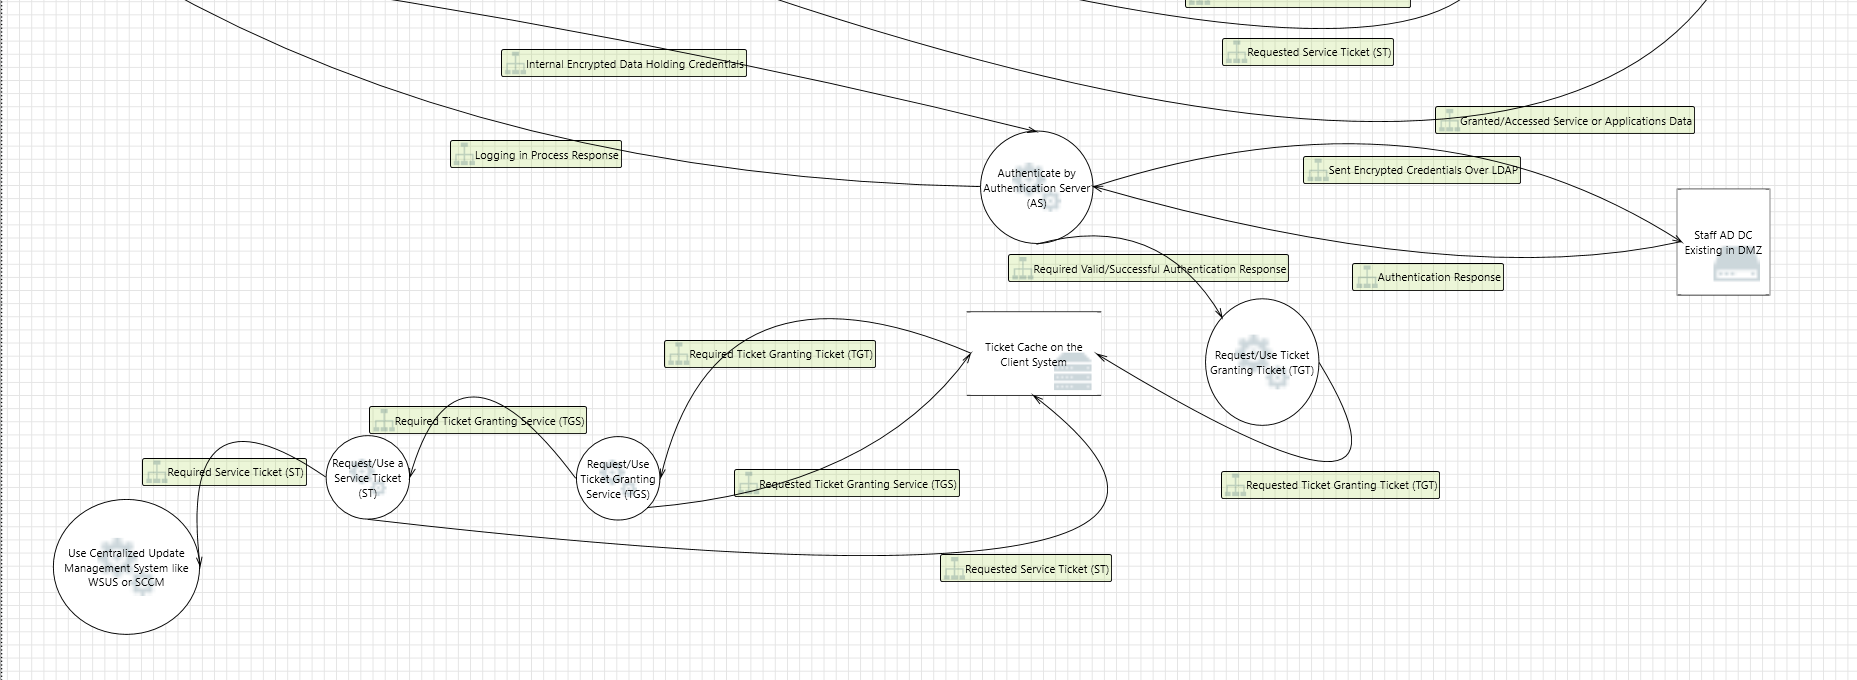 Requested Service Ticket (ST)
Internal Encrypted Data Holding Credentials
Granted/Accessed Service or Applications Data
Logging in Process Response
Sent Encrypted Credentials Over LDAP
Authenticate by
Authentication Server
(AS)
Staff AD DC
Existing in DMZ
Required Valid/Successful Authentication Response
Authentication Response
Required Ticket Granting Ticket (TGT)
Ticket Cache on the
Client System
Request/Use Ticket
Granting Ticket (TGT)
Required Ticket Granting Service (TGS)
Required Service Ticket (ST)
Request/Use a
Service Ticket
(ST)
Request/Use
Ticket Granting
Service (TGS)
Requested Ticket Granting Service (TGS)
Requested Ticket Granting Ticket (TGT)
Use Centralized Update
Management System like
WSUS or SCCM
Requested Service Ticket (ST)